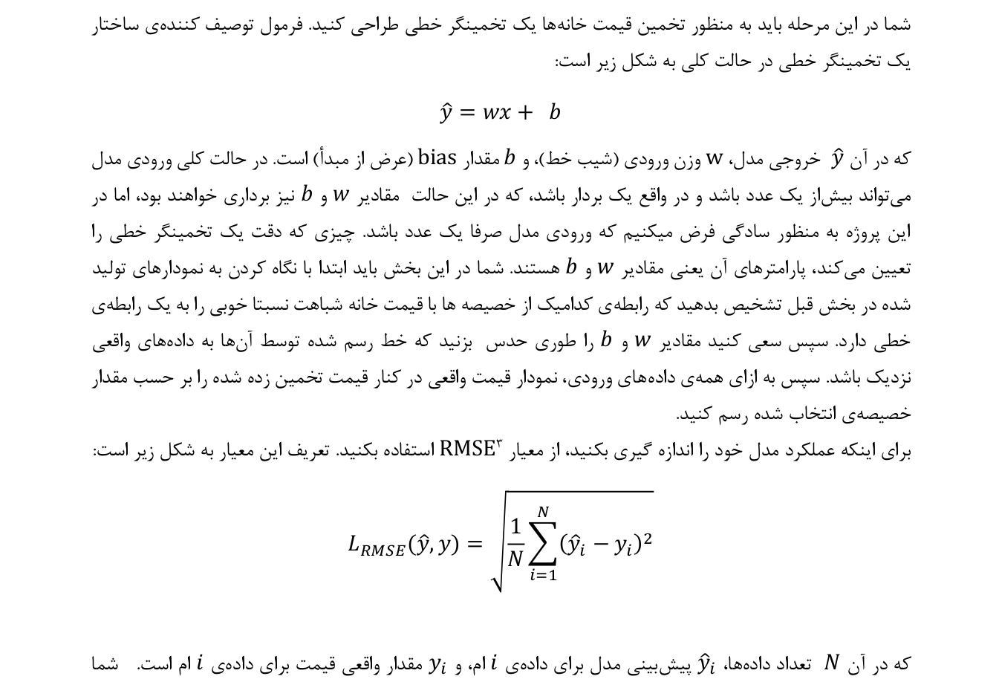 شما در این مرحله باید به منظور تخمین قیمت خانه‌ها یک تخمینگر خطی طراحی کنید. فرمول توصیف کننده‌ی ساختار
یک تخمینگر خطی در حالت کلی به شکل زیر است:
ŷ = wx + b
که در آن ŷ خروجی مدل، w وزن ورودی (شیب خط)، و b مقدار bias (عرض از مبدأ) است. در حالت کلی ورودی مدل
می‌تواند بیش‌از یک عدد باشد و در واقع یک بردار باشد، که در این حالت مقادیر w و b نیز برداری خواهند بود، اما در
این پروژه به منظور سادگی فرض میکنیم که ورودی مدل صرفا یک عدد باشد. چیزی که دقت یک تخمینگر خطی را
تعیین می‌کند، پارامترهای آن یعنی مقادیر w و b هستند. شما در این بخش باید ابتدا با نگاه کردن به نمودارهای تولید
شده در بخش قبل تشخیص بدهید که رابطه‌ی کدامیک از خصیصه ها با قیمت خانه شباهت نسبتا خوبی را به یک رابطه‌ی
خطی دارد. سپس سعی کنید مقادیر w و b را طوری حدس بزنید که خط رسم شده توسط آن‌ها به داده‌های واقعی
نزدیک باشد. سپس به ازای همه‌ی داده‌های ورودی، نمودار قیمت واقعی در کنار قیمت تخمین زده شده را بر حسب مقدار
خصیصه‌ی انتخاب شده رسم کنید.
برای اینکه عملکرد مدل خود را اندازه گیری بکنید، از معیار RMSE۳ استفاده بکنید. تعریف این معیار به شکل زیر است:
L_{RMSE}(ŷ, y) = \sqrt{\frac{1}{N} \sum_{i=1}^{N} (ŷ_i − y_i)^2}
که در آن N تعداد داده‌ها، ŷ_i پیش‌بینی مدل برای داده‌ی i ام، و y_i مقدار واقعی قیمت برای داده‌ی i ام است. شما